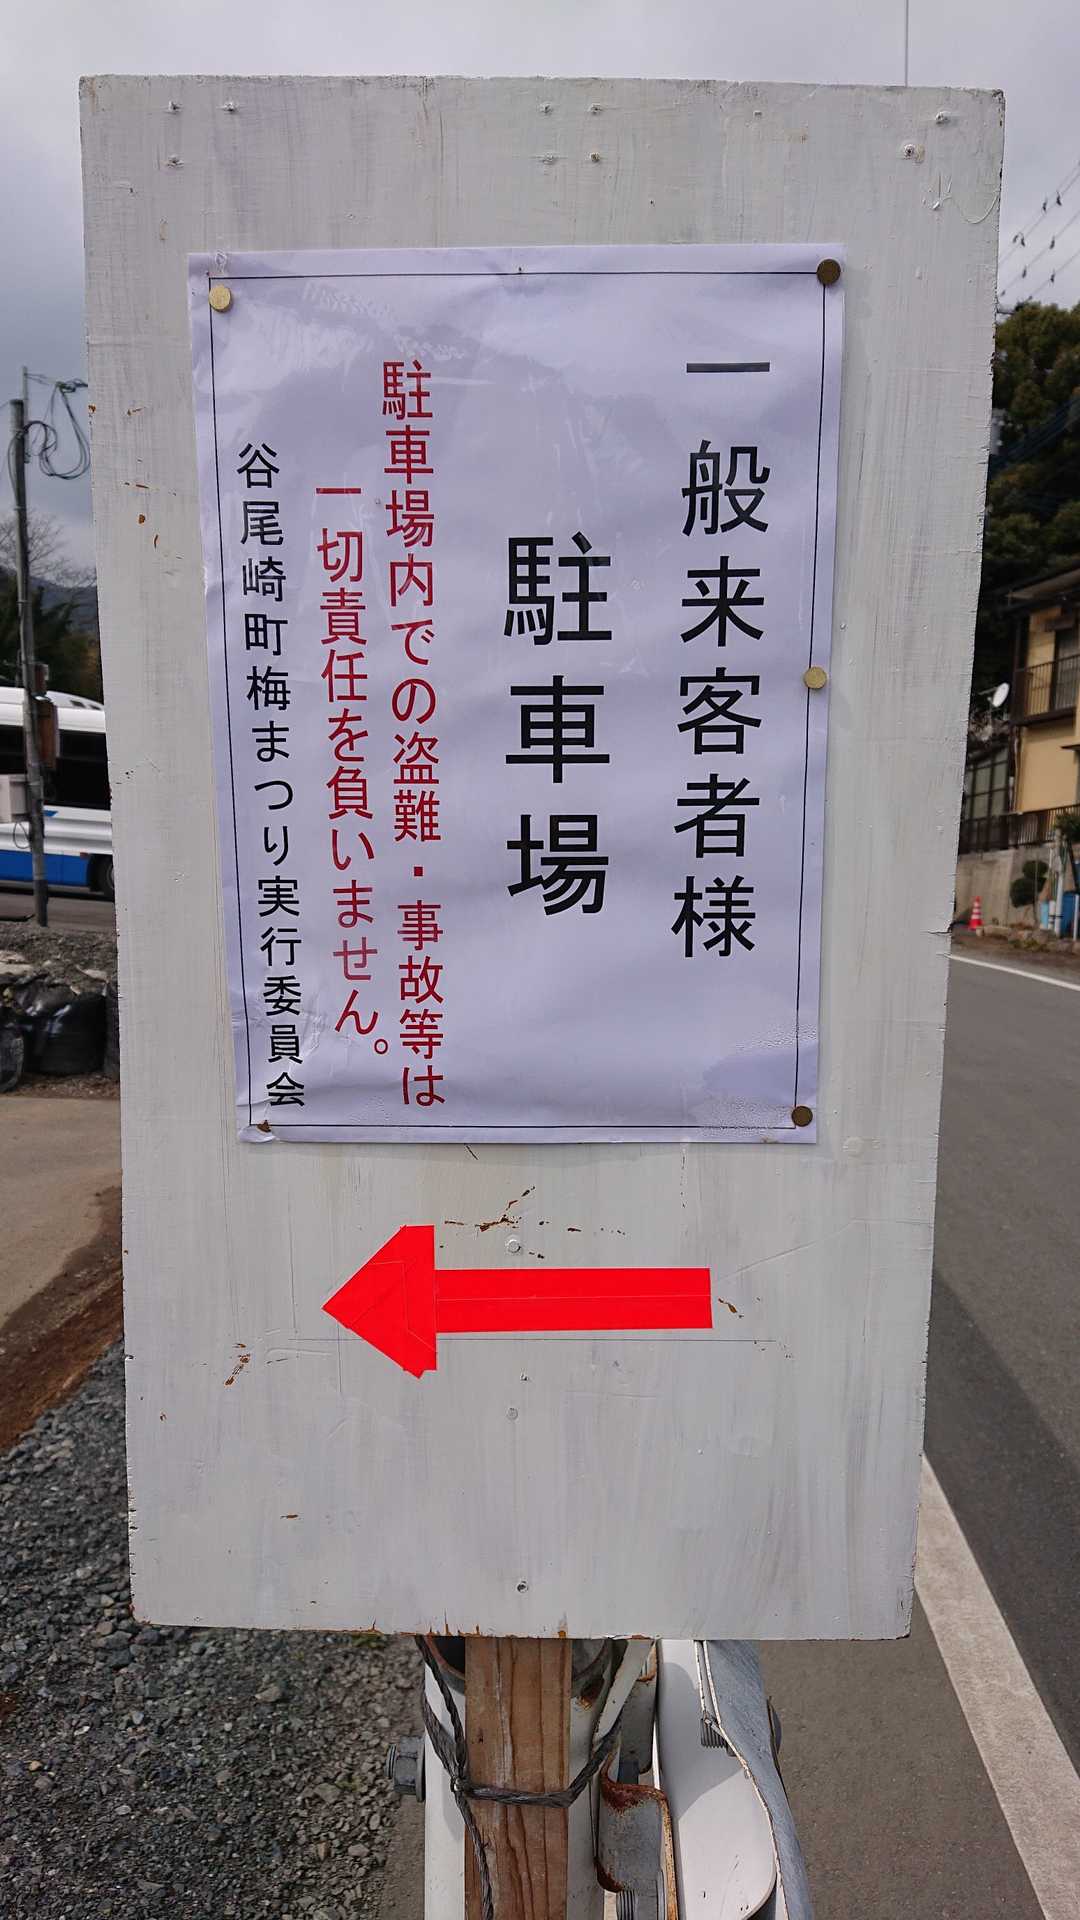 一般来客者様
駐車場
駐車場内での盗難・事故等は
一切責任を負いません。
谷尾崎町梅まつり実行委員会